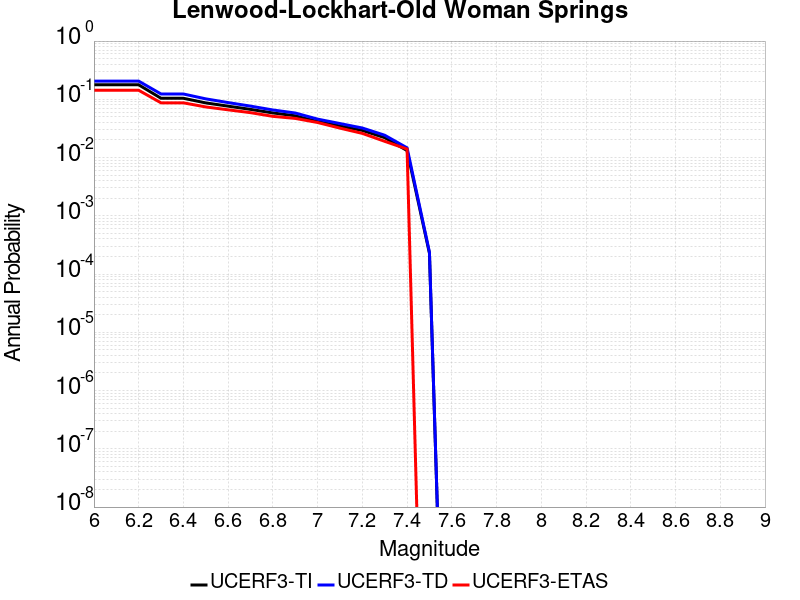 Lenwood-Lockhart-Old Woman Springs
10^0
10^-1
10^-2
10^-3
10^-4
10^-5
10^-6
10^-7
10^-8
Annual Probability
6 6.2 6.4 6.6 6.8 7 7.2 7.4 7.6 7.8 8 8.2 8.4 8.6 8.8 9
Magnitude
UCERF3-TI UCERF3-TD UCERF3-ETAS